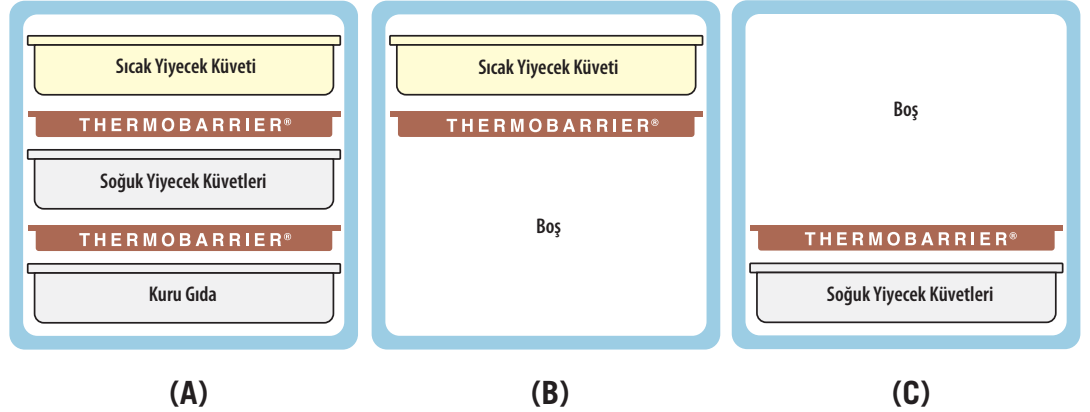 Sıcak Yiyecek Küveti
THERMOBARRIER®
Soğuk Yiyecek Küvetleri
THERMOBARRIER®
Kuru Gıda
(A)
Sıcak Yiyecek Küveti
THERMOBARRIER®
Boş
(B)
Boş
THERMOBARRIER®
Soğuk Yiyecek Küvetleri
(C)